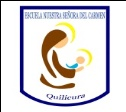 ESCUELA NUESTRA SEÑORA DEL CARMEN
Quilicura